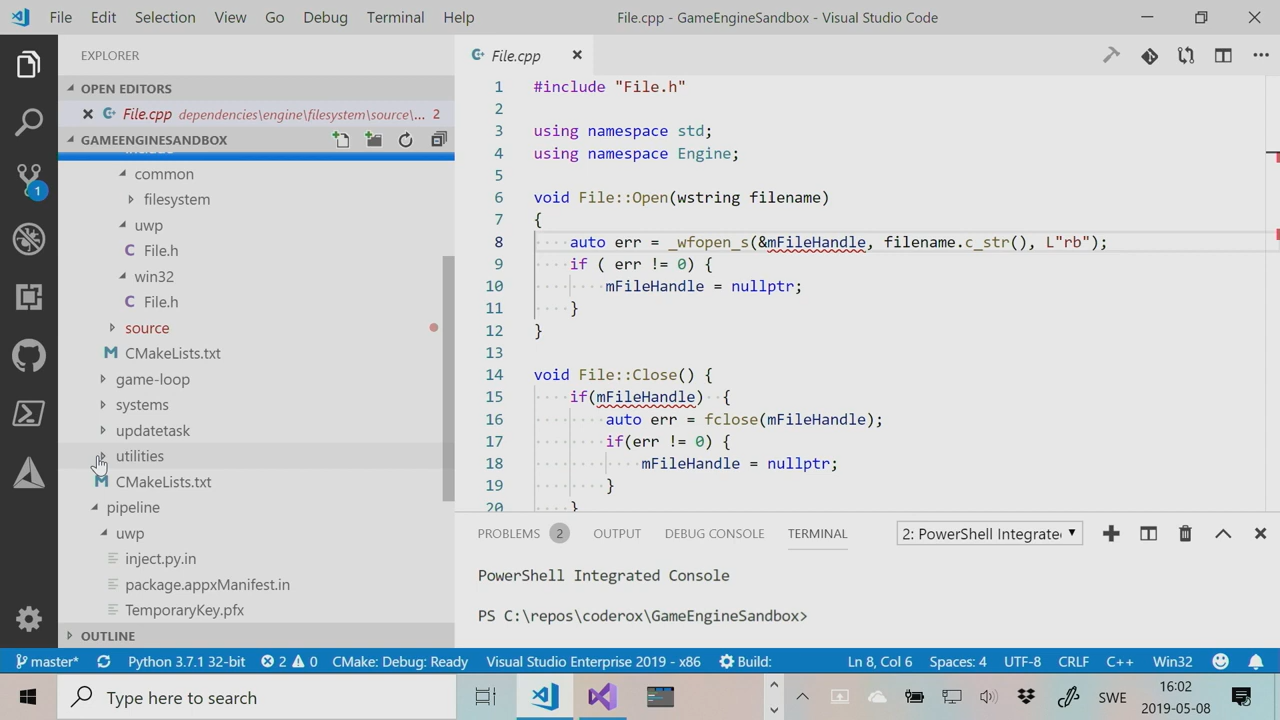 File Edit Selection View Go Debug Terminal Help File.cpp - GameEngineSandbox - Visual Studio Code
EXPLORER
OPEN EDITORS
File.cpp dependencies\engine\filesystem\source\... 2
GAMEENGINESANDBOX
include
common
filesystem
uwp
C File.h
win32
C File.h
source
M CMakeLists.txt
game-loop
systems
updatetask
utilities
M CMakeLists.txt
pipeline
uwp
inject.py.in
package.appxManifest.in
TemporaryKey.pfx
OUTLINE
1
File.cpp
1 #include "File.h"
2
3 using namespace std;
4 using namespace Engine;
5
6 void File::Open(wstring filename)
7 {
8 auto err = _wfopen_s(&mFileHandle, filename.c_str(), L"rb");
9 if ( err != 0) {
10 mFileHandle = nullptr;
11 }
12 }
13
14 void File::Close() {
15 if(mFileHandle) {
16 auto err = fclose(mFileHandle);
17 if(err != 0) {
18 mFileHandle = nullptr;
19 }
20 }
PROBLEMS 2 OUTPUT DEBUG CONSOLE TERMINAL 2: PowerShell Integrate
PowerShell Integrated Console
PS C:\repos\coderox\GameEngineSandbox>
master* Python 3.7.1 32-bit 2 0 CMake: Debug: Ready Visual Studio Enterprise 2019 - x86 Build: Ln 8, Col 6 Spaces: 4 UTF-8 CRLF C++ Win32
Type here to search SWE 16:02
2019-05-08